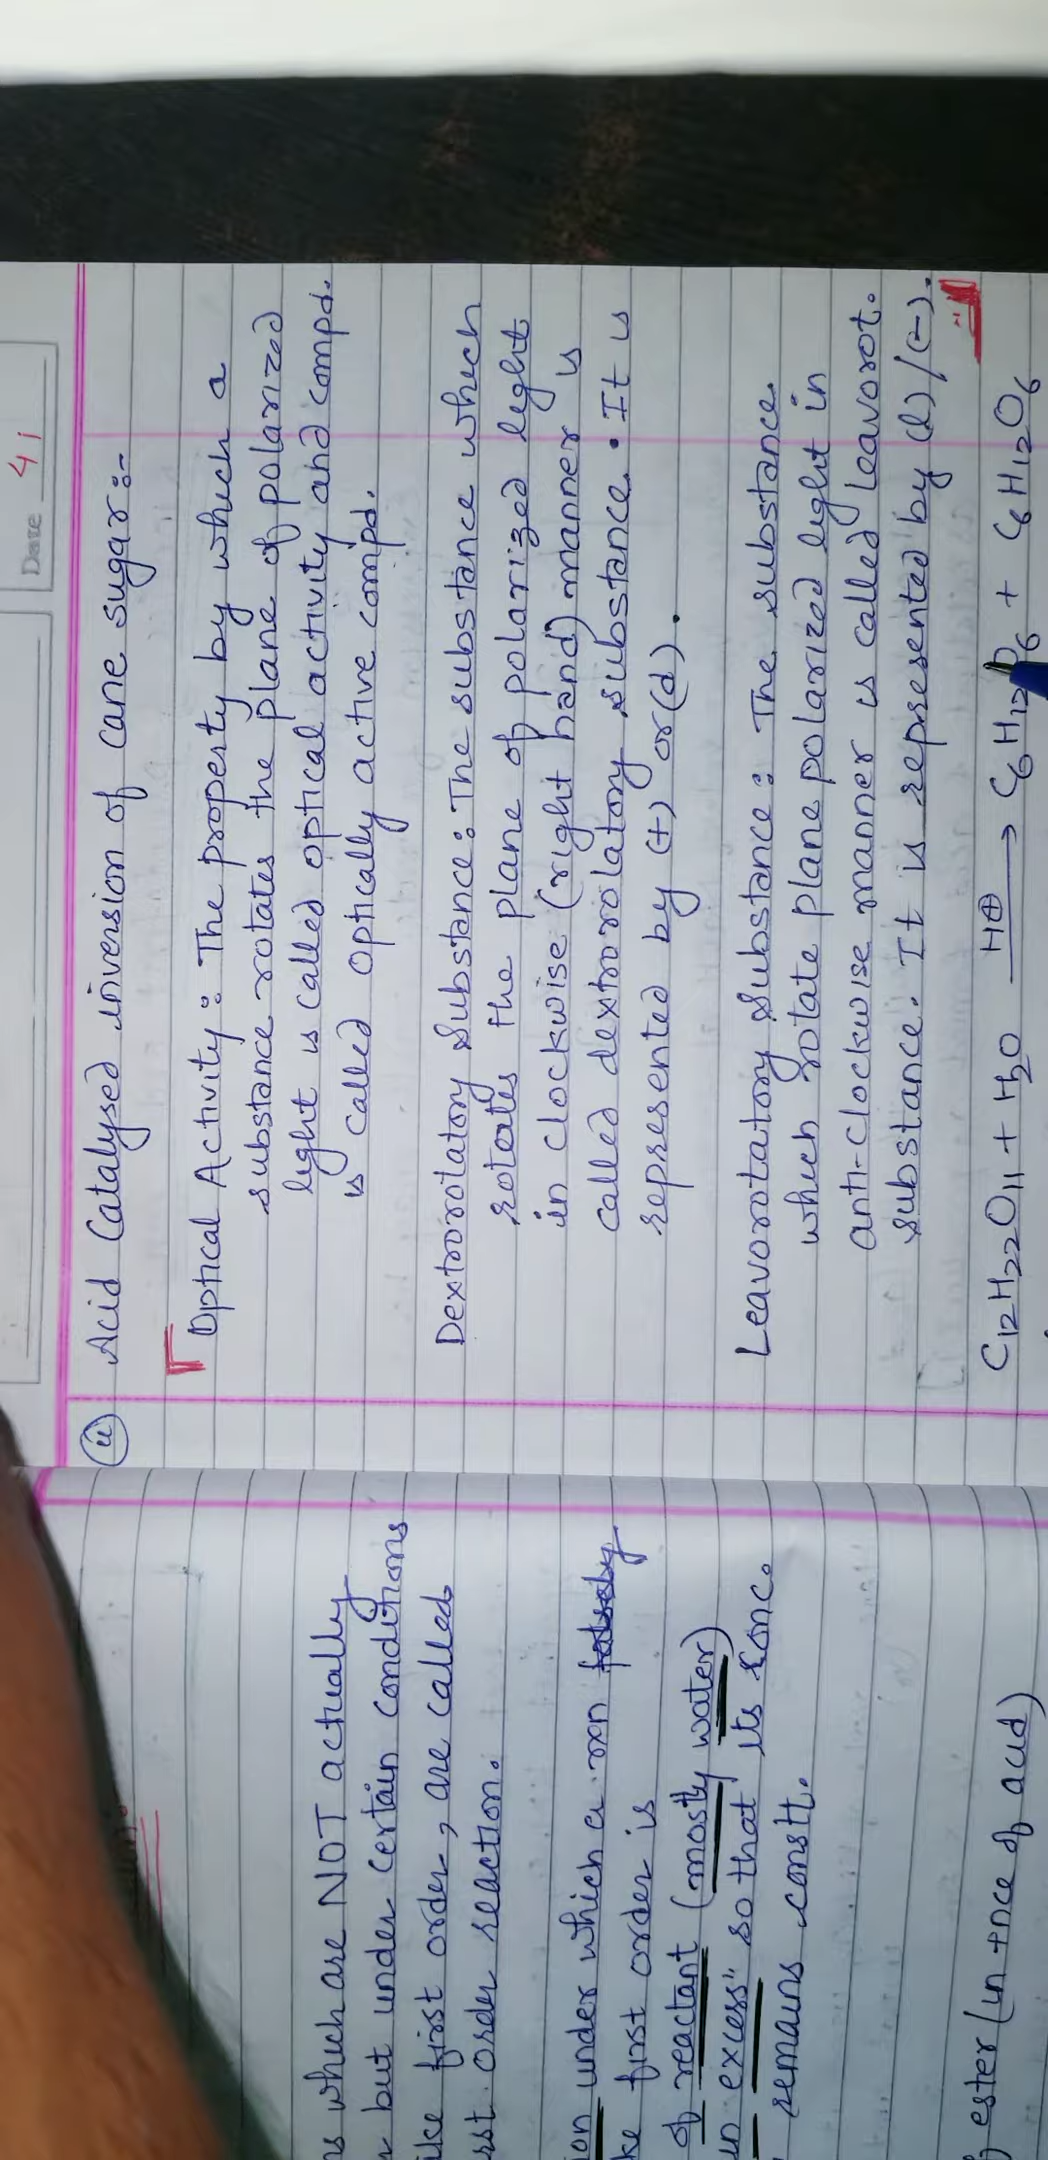 ns which are NOT actually
but under certain conditions
ike first order, are called
rst order reaction.
ion under which a rxn falsely
ke first order is
of reactant (mostly water)
in excess" so that its conc.
remains constt.
ester (in +nce of acid)
Date 41
(ii) Acid Catalysed inversion of cane sugar:-
Optical Activity: The property by which a
substance rotates the plane of polarized
light is called optical activity and compd.
is called optically active compd.
Dextrorolatory Substance: The substance which
rotates the plane of polarized light
in clockwise (right hand) manner is
called dextrorolatory substance. It is
represented by (+) or (d).
Leavorotatory Substance: The substance
which rotate plane polarized light in
anti-clockwise manner is called leavorot.
substance. It is represented by (l)/(-).
C₁₂H₂₂O₁₁ + H₂O —H⊕→ C₆H₁₂O₆ + C₆H₁₂O₆